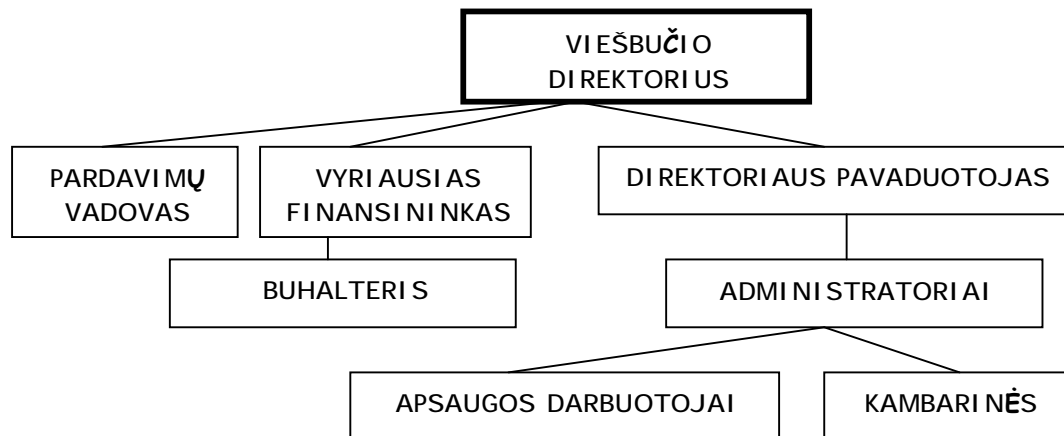 VIEŠBUČIO
DIREKTORIUS
PARDAVIMŲ
VADOVAS
VYRIAUSIAS
FINANSININKAS
DIREKTORIAUS PAVADUOTOJAS
BUHALTERIS
ADMINISTRATORIAI
APSAUGOS DARBUOTOJAI
KAMBARINĖS